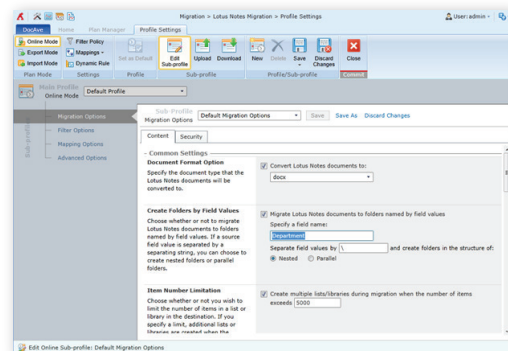 Migration > Lotus Notes Migration > Profile Settings
User: admin
DocAve Home Plan Manager Profile Settings
Online Mode
Export Mode
Import Mode
Plan Mode
Filter Policy
Mappings
Dynamic Rule
Settings
Set as Default
Profile
Edit Sub-profile
Upload
Download
Sub-profile
New
Delete
Save
Discard Changes
Profile/Sub-profile
Close
Commit
Main Profile
Online Mode
Default Profile
Migration Options
Filter Options
Mapping Options
Advanced Options
Sub-Profile
Migration Options
Default Migration Options
Save Save As Discard Changes
Content Security
- Common Settings
Document Format Option
Specify the document type that the
Lotus Notes documents will be
converted to.
Convert Lotus Notes documents to:
docx
Create Folders by Field Values
Choose whether or not to migrate
Lotus Notes documents to folders
named by field values. If a source
field value is separated by a
separating string, you can choose to
create nested folders or parallel
folders.
Migrate Lotus Notes documents to folders named by field values
Specify a field name:
Department
Separate field values by \ and create folders in the structure of:
Nested Parallel
Item Number Limitation
Choose whether or not you wish to
limit the number of items in a list or
library in the destination. If you
specify a limit, additional lists or
libraries are created when the
Create multiple lists/libraries during migration when the number of items
exceeds 5000
Edit Online Sub-profile: Default Migration Options